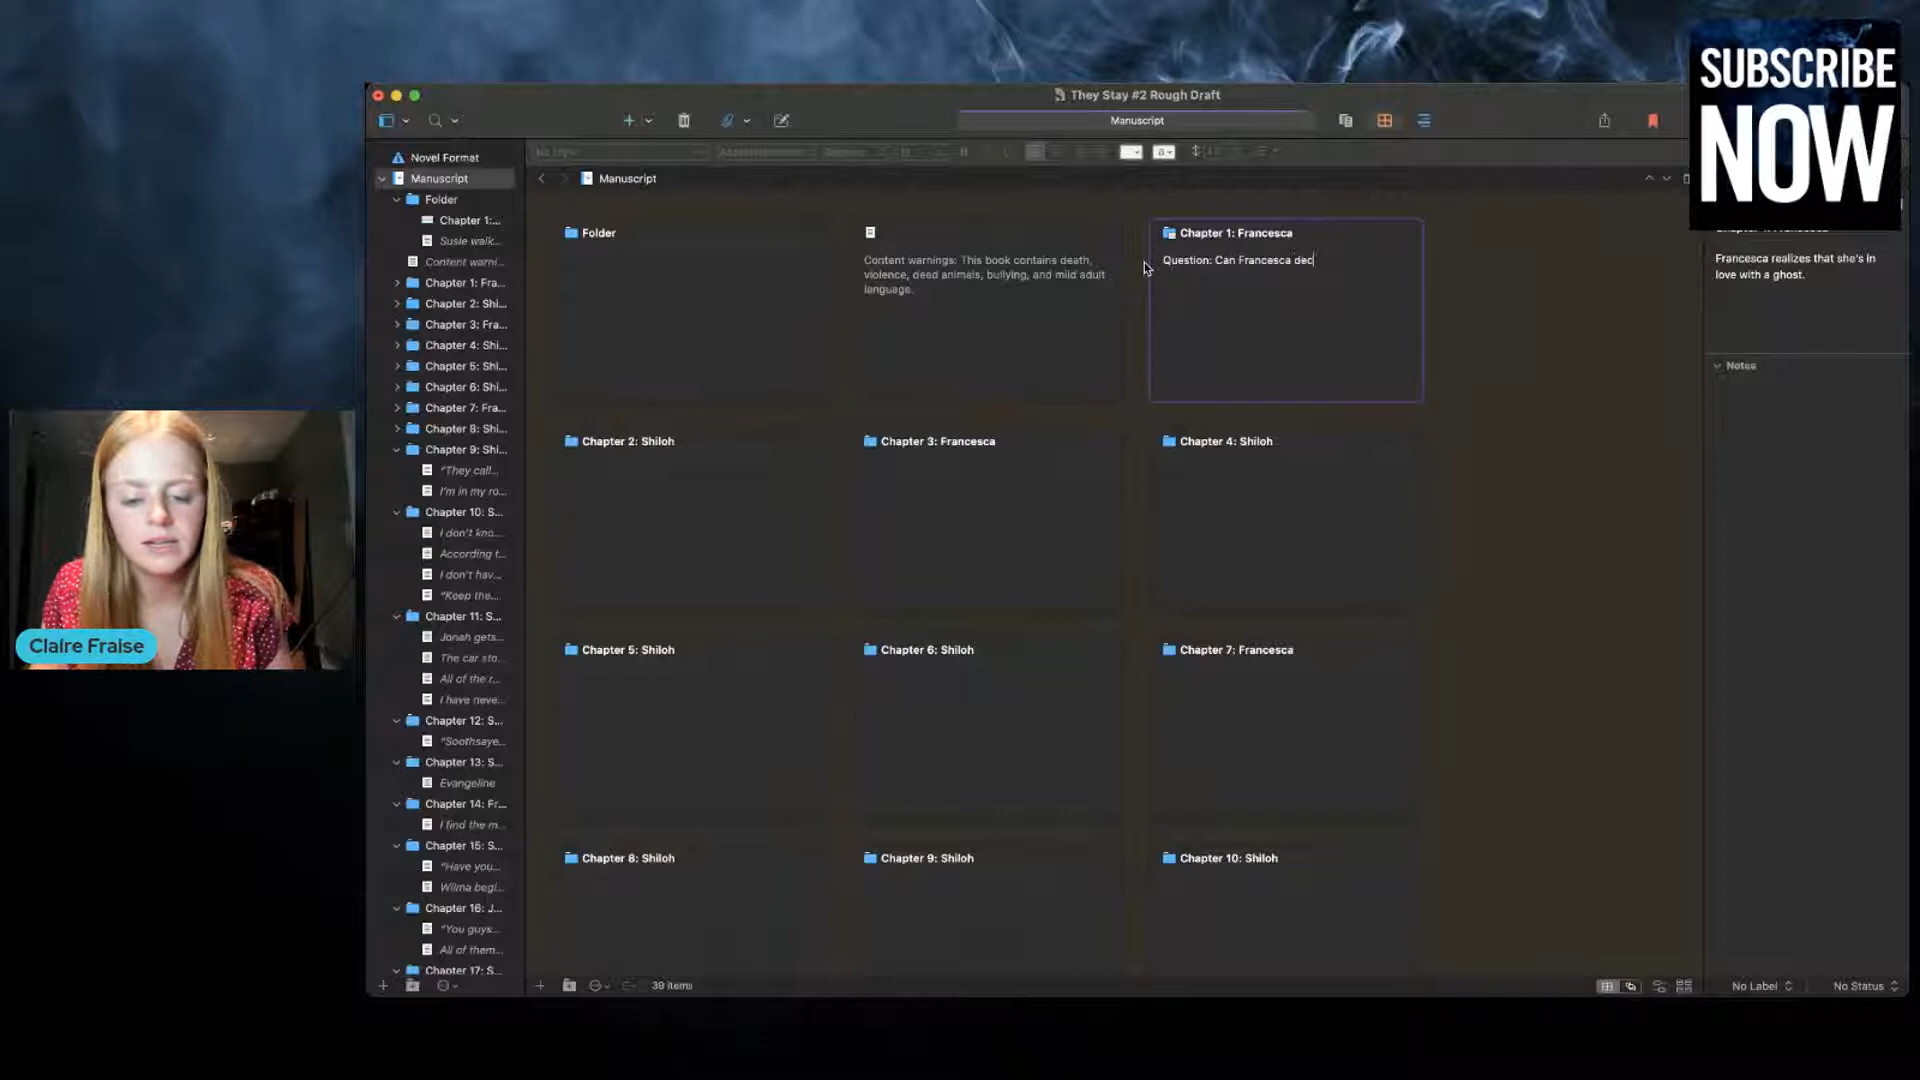 SUBSCRIBE
NOW
They Stay #2 Rough Draft
Manuscript
Novel Format
Manuscript
Folder
Chapter 1:...
Susie walk...
Content warni...
Chapter 1: Fra...
Chapter 2: Shi...
Chapter 3: Fra...
Chapter 4: Shi...
Chapter 5: Shi...
Chapter 6: Shi...
Chapter 7: Fra...
Chapter 8: Shi...
Chapter 9: Shi...
"They call...
I'm in my ro...
Chapter 10: S...
I don't kno...
According t...
I don't hav...
"Keep the...
Chapter 11: S...
Jonah gets...
The car sto...
All of the r...
I have neve...
Chapter 12: S...
"Soothsaye...
Chapter 13: S...
Evangeline
Chapter 14: Fr...
I find the m...
Chapter 15: S...
"Have you...
Wilma begi...
Chapter 16: J...
"You guys...
All of them...
Chapter 17: S...
Manuscript
Folder
Content warnings: This book contains death,
violence, dead animals, bullying, and mild adult
language.
Chapter 1: Francesca
Question: Can Francesca dec
Chapter 2: Shiloh
Chapter 3: Francesca
Chapter 4: Shiloh
Chapter 5: Shiloh
Chapter 6: Shiloh
Chapter 7: Francesca
Chapter 8: Shiloh
Chapter 9: Shiloh
Chapter 10: Shiloh
39 items
Francesca realizes that she's in
love with a ghost.
Notes
No Label
No Status
Claire Fraise